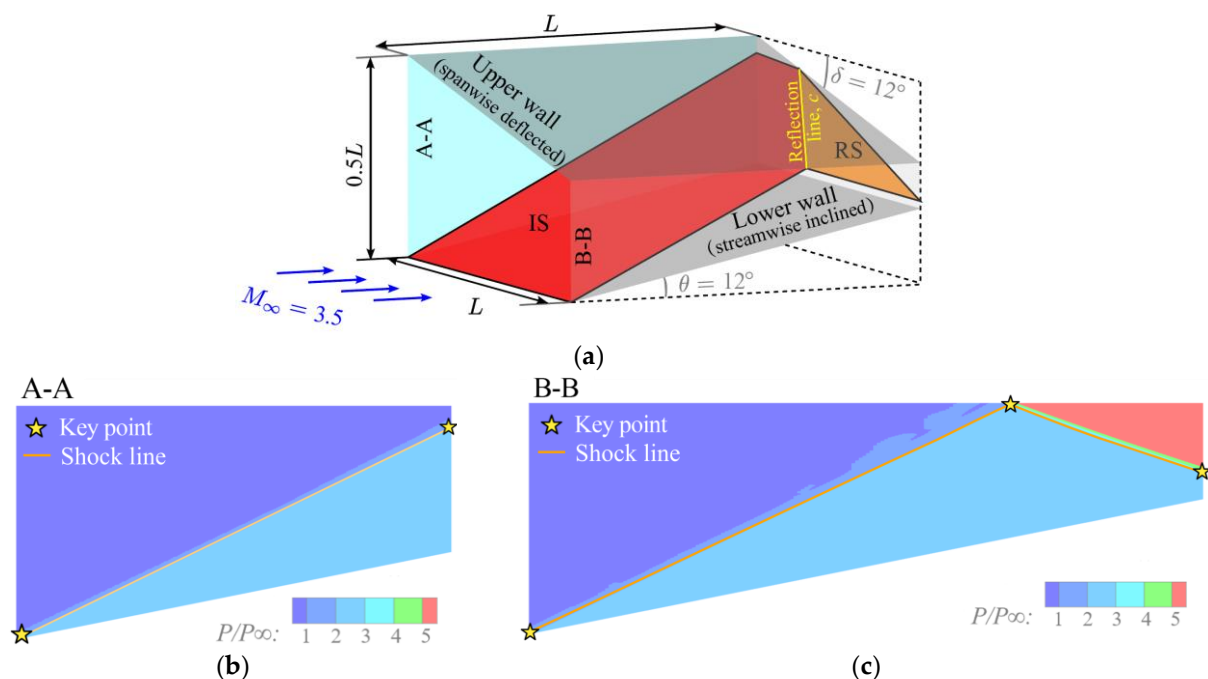 L
Upper wall
(spanwise deflected)
δ = 12°
A-A
0.5L
Reflection
line, c
RS
IS
B-B
Lower wall
(streamwise inclined)
θ = 12°
L
M∞ = 3.5
(a)
A-A
Key point
Shock line
P/P∞: 1 2 3 4 5
(b)
B-B
Key point
Shock line
P/P∞: 1 2 3 4 5
(c)